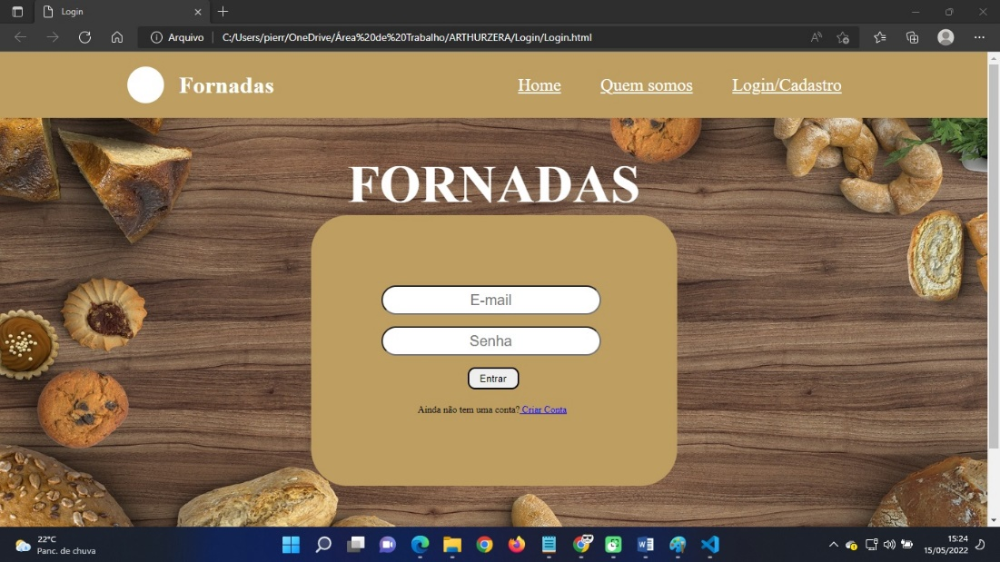 Login
Arquivo
C:/Users/pierr/OneDrive/Área%20de%20Trabalho/ARTHURZERA/Login/Login.html
Fornadas
Home
Quem somos
Login/Cadastro
FORNADAS
E-mail
Senha
Entrar
Ainda não tem uma conta? Criar Conta
22°C
Panc. de chuva
15:24
15/05/2022